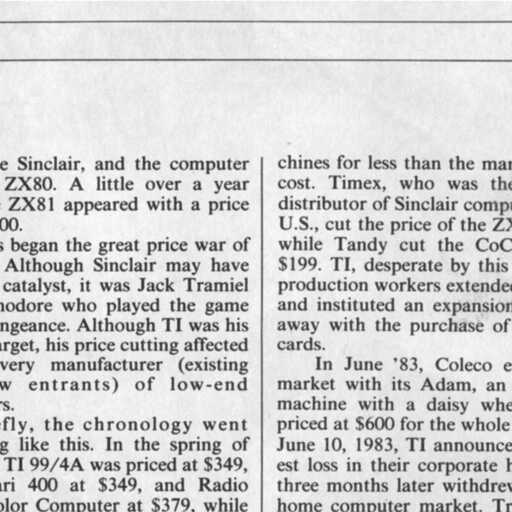 e Sinclair, and the computer
ZX80. A little over a year
ZX81 appeared with a price
00.
s began the great price war of
Although Sinclair may have
catalyst, it was Jack Tramiel
modore who played the game
engeance. Although TI was his
arget, his price cutting affected
very manufacturer (existing
w entrants) of low-end
rs.
efly, the chronology went
g like this. In the spring of
TI 99/4A was priced at $349,
ari 400 at $349, and Radio
olor Computer at $379, while
chines for less than the man
cost. Timex, who was the
distributor of Sinclair compu
U.S., cut the price of the ZX
while Tandy cut the CoC
$199. TI, desperate by this
production workers extended
and instituted an expansion
away with the purchase of
cards.
In June '83, Coleco e
market with its Adam, an
machine with a daisy whe
priced at $600 for the whole
June 10, 1983, TI announce
est loss in their corporate h
three months later withdrew
home computer market. Tr